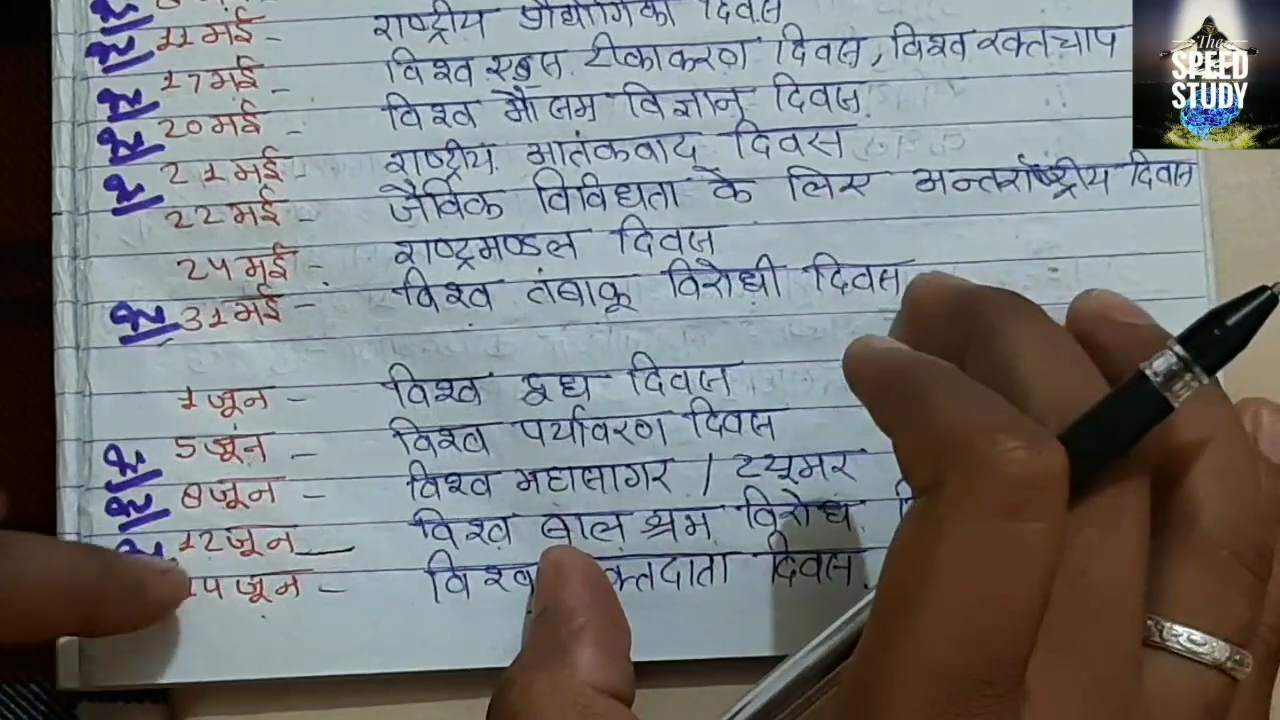 11 मई - राष्ट्रीय प्रौद्योगिकी दिवस
17 मई - विश्व एड्स टीकाकरण दिवस, विश्व रक्तचाप
20 मई - विश्व मौसम विज्ञान दिवस
21 मई - राष्ट्रीय आतंकवाद दिवस
22 मई - जैविक विविधता के लिए अन्तर्राष्ट्रीय दिवस
24 मई - राष्ट्रमण्डल दिवस
31 मई - विश्व तंबाकू विरोधी दिवस
1 जून - विश्व दुग्ध दिवस
5 जून - विश्व पर्यावरण दिवस
8 जून - विश्व महासागर / ट्यूमर
12 जून - विश्व बाल श्रम विरोध
14 जून - विश्व क्तदाता दिवस
The
SPEED
STUDY